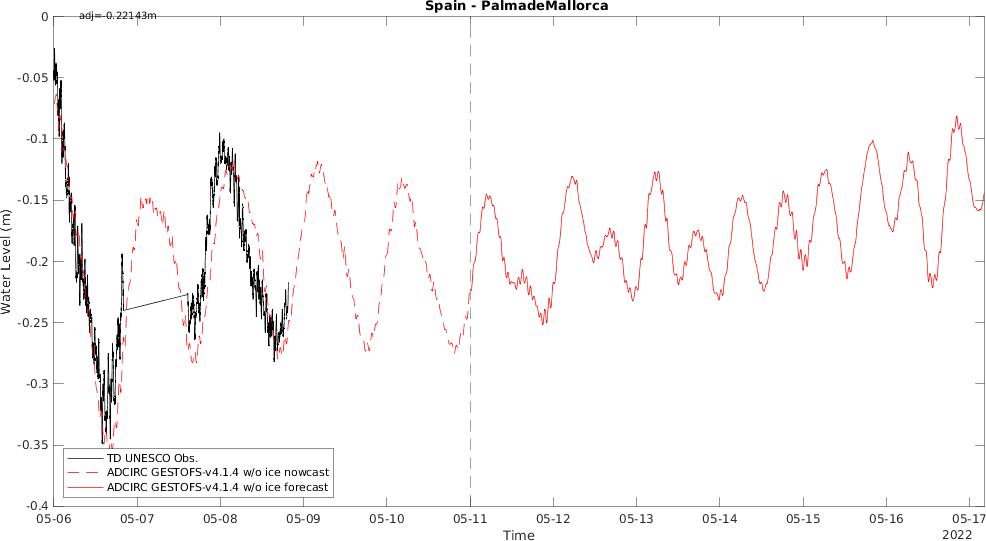 Spain - PalmadeMallorca
adj=-0.22143m
0
-0.05
-0.1
-0.15
-0.2
-0.25
-0.3
-0.35
-0.4
Water Level (m)
TD UNESCO Obs.
ADCIRC GESTOFS-v4.1.4 w/o ice nowcast
ADCIRC GESTOFS-v4.1.4 w/o ice forecast
05-06 05-07 05-08 05-09 05-10 05-11 05-12 05-13 05-14 05-15 05-16 05-17
Time
2022